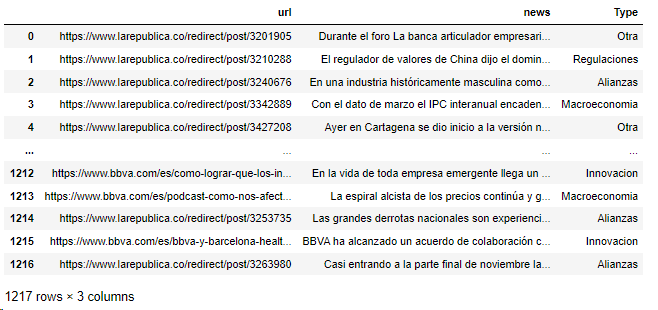 url news Type
0 https://www.larepublica.co/redirect/post/3201905 Durante el foro La banca articulador empresari... Otra
1 https://www.larepublica.co/redirect/post/3210288 El regulador de valores de China dijo el domin... Regulaciones
2 https://www.larepublica.co/redirect/post/3240676 En una industria históricamente masculina como... Alianzas
3 https://www.larepublica.co/redirect/post/3342889 Con el dato de marzo el IPC interanual encaden... Macroeconomia
4 https://www.larepublica.co/redirect/post/3427208 Ayer en Cartagena se dio inicio a la versión n... Otra
... ... ... ...
1212 https://www.bbva.com/es/como-lograr-que-los-in... En la vida de toda empresa emergente llega un ... Innovacion
1213 https://www.bbva.com/es/podcast-como-nos-afect... La espiral alcista de los precios continúa y g... Macroeconomia
1214 https://www.larepublica.co/redirect/post/3253735 Las grandes derrotas nacionales son experienci... Alianzas
1215 https://www.bbva.com/es/bbva-y-barcelona-healt... BBVA ha alcanzado un acuerdo de colaboración c... Innovacion
1216 https://www.larepublica.co/redirect/post/3263980 Casi entrando a la parte final de noviembre la... Alianzas
1217 rows × 3 columns